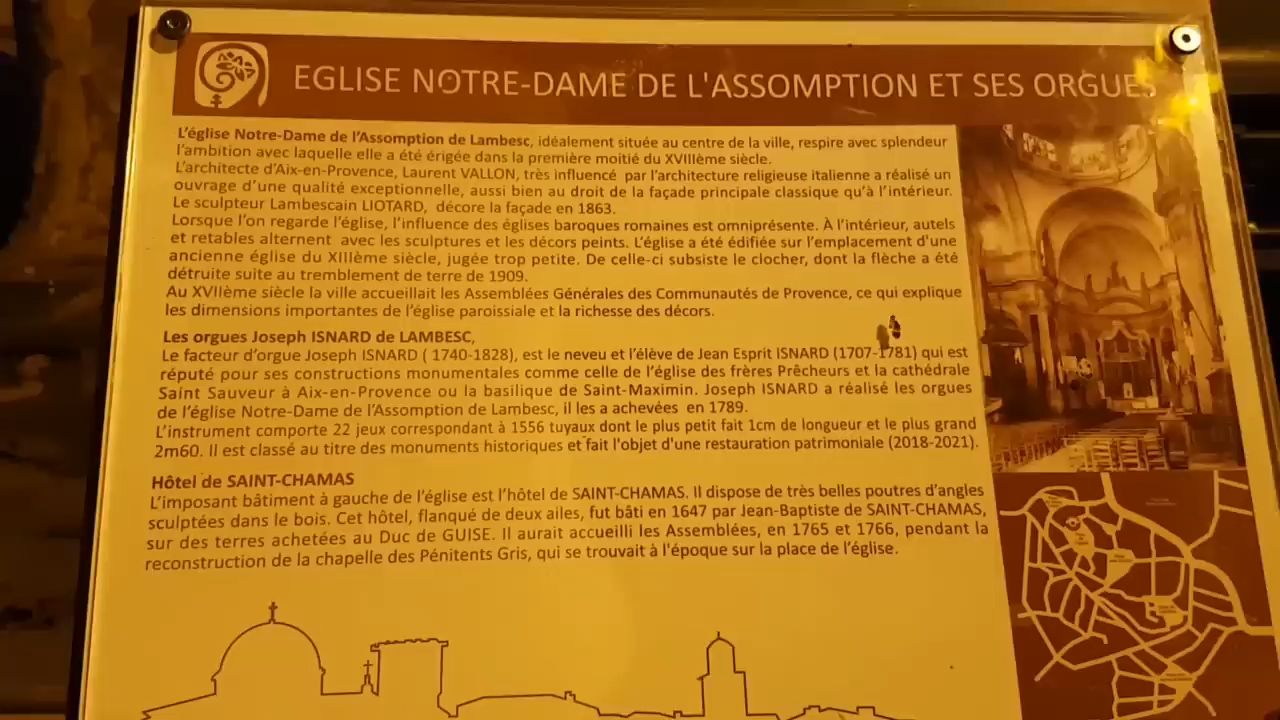 EGLISE NOTRE-DAME DE L'ASSOMPTION ET SES ORGUES
L'église Notre-Dame de l'Assomption de Lambesc, idéalement située au centre de la ville, respire avec splendeur
l'ambition avec laquelle elle a été érigée dans la première moitié du XVIIIème siècle.
L'architecte d'Aix-en-Provence, Laurent VALLON, très influencé par l'architecture religieuse italienne a réalisé un
ouvrage d'une qualité exceptionnelle, aussi bien au droit de la façade principale classique qu'à l'intérieur.
Le sculpteur Lambescain LIOTARD, décore la façade en 1863.
Lorsque l'on regarde l'église, l'influence des églises baroques romaines est omniprésente. À l'intérieur, autels
et retables alternent avec les sculptures et les décors peints. L'église a été édifiée sur l'emplacement d'une
ancienne église du XIIIème siècle, jugée trop petite. De celle-ci subsiste le clocher, dont la flèche a été
détruite suite au tremblement de terre de 1909.
Au XVIIème siècle la ville accueillait les Assemblées Générales des Communautés de Provence, ce qui explique
les dimensions importantes de l'église paroissiale et la richesse des décors.
Les orgues Joseph ISNARD de LAMBESC,
Le facteur d'orgue Joseph ISNARD ( 1740-1828), est le neveu et l'élève de Jean Esprit ISNARD (1707-1781) qui est
réputé pour ses constructions monumentales comme celle de l'église des frères Prêcheurs et la cathédrale
Saint Sauveur à Aix-en-Provence ou la basilique de Saint-Maximin. Joseph ISNARD a réalisé les orgues
de l'église Notre-Dame de l'Assomption de Lambesc, il les a achevées en 1789.
L'instrument comporte 22 jeux correspondant à 1556 tuyaux dont le plus petit fait 1cm de longueur et le plus grand
2m60. Il est classé au titre des monuments historiques et fait l'objet d'une restauration patrimoniale (2018-2021).
Hôtel de SAINT-CHAMAS
L'imposant bâtiment à gauche de l'église est l'hôtel de SAINT-CHAMAS. Il dispose de très belles poutres d'angles
sculptées dans le bois. Cet hôtel, flanqué de deux ailes, fut bâti en 1647 par Jean-Baptiste de SAINT-CHAMAS,
sur des terres achetées au Duc de GUISE. Il aurait accueilli les Assemblées, en 1765 et 1766, pendant la
reconstruction de la chapelle des Pénitents Gris, qui se trouvait à l'époque sur la place de l'église.